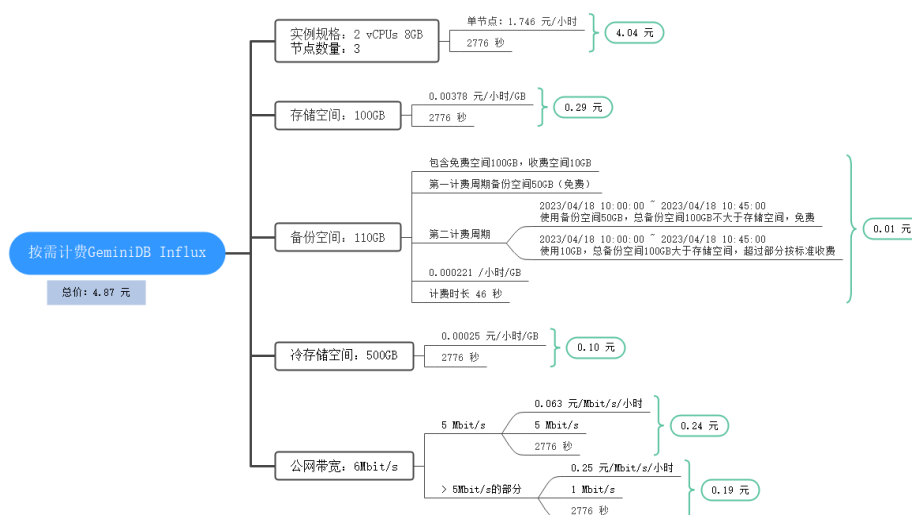 按需计费GeminiDB Influx
总价：4.87 元
实例规格：2 vCPUs 8GB
节点数量：3
单节点：1.746 元/小时
2776 秒
4.04 元
存储空间：100GB
0.00378 元/小时/GB
2776 秒
0.29 元
备份空间：110GB
包含免费空间100GB，收费空间10GB
第一计费周期备份空间50GB（免费）
第二计费周期
2023/04/18 10:00:00 ~ 2023/04/18 10:45:00
使用备份空间50GB，总备份空间100GB不大于存储空间，免费
2023/04/18 10:00:00 ~ 2023/04/18 10:45:00
使用10GB，总备份空间100GB大于存储空间，超过部分按标准收费
0.000221 /小时/GB
计费时长 46 秒
0.01 元
冷存储空间：500GB
0.00025 元/小时/GB
2776 秒
0.10 元
公网带宽：6Mbit/s
5 Mbit/s
0.063 元/Mbit/s/小时
5 Mbit/s
2776 秒
0.24 元
> 5Mbit/s的部分
0.25 元/Mbit/s/小时
1 Mbit/s
2776 秒
0.19 元